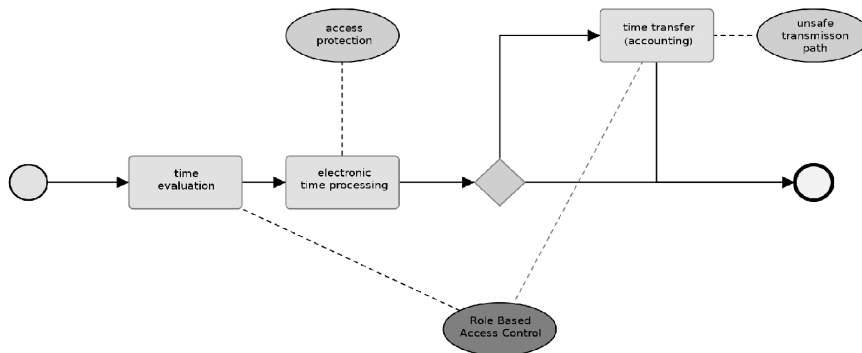 access
protection
time transfer
(accounting)
unsafe
transmisson
path
time
evaluation
electronic
time processing
Role Based
Access Control